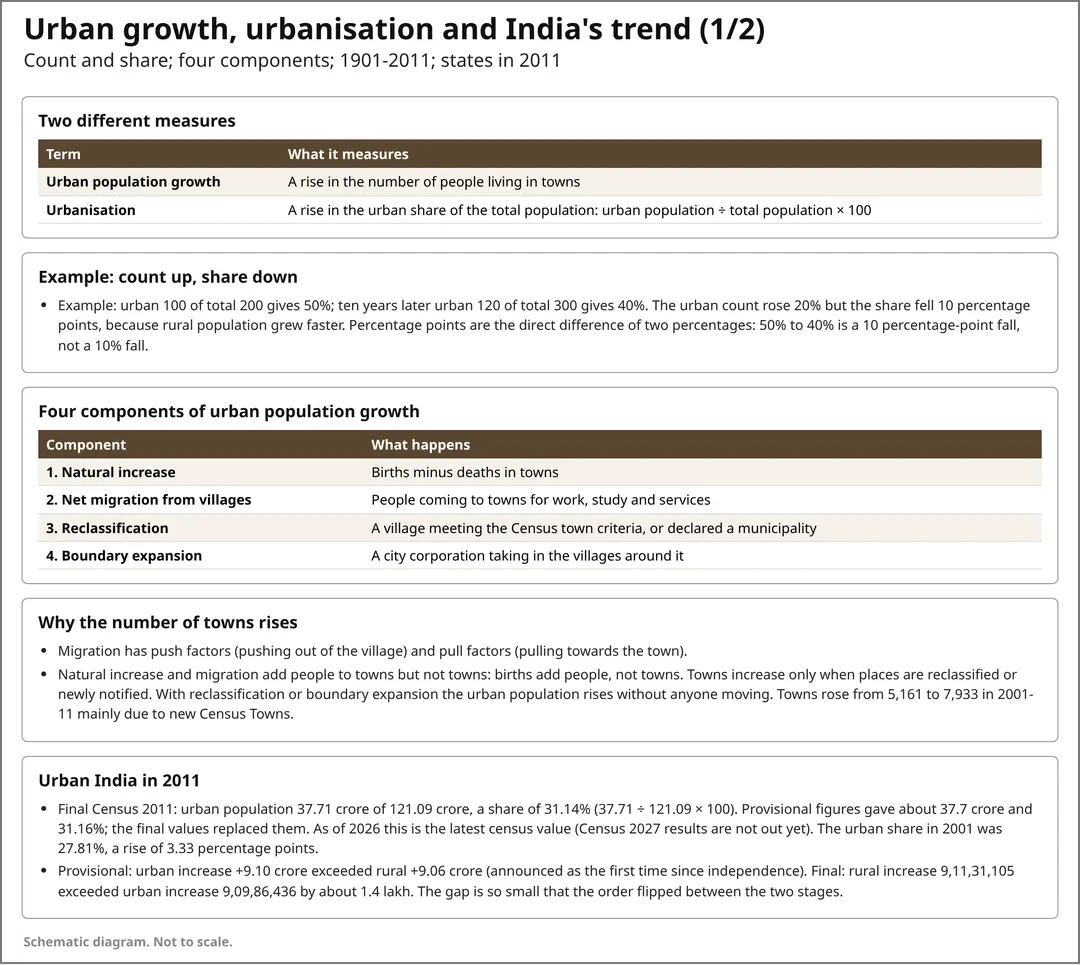 Urban growth, urbanisation and India's trend (1/2)
Count and share; four components; 1901-2011; states in 2011
Two different measures
Term What it measures
Urban population growth A rise in the number of people living in towns
Urbanisation A rise in the urban share of the total population: urban population ÷ total population × 100
Example: count up, share down
• Example: urban 100 of total 200 gives 50%; ten years later urban 120 of total 300 gives 40%. The urban count rose 20% but the share fell 10 percentage
points, because rural population grew faster. Percentage points are the direct difference of two percentages: 50% to 40% is a 10 percentage-point fall,
not a 10% fall.
Four components of urban population growth
Component What happens
1. Natural increase Births minus deaths in towns
2. Net migration from villages People coming to towns for work, study and services
3. Reclassification A village meeting the Census town criteria, or declared a municipality
4. Boundary expansion A city corporation taking in the villages around it
Why the number of towns rises
• Migration has push factors (pushing out of the village) and pull factors (pulling towards the town).
• Natural increase and migration add people to towns but not towns: births add people, not towns. Towns increase only when places are reclassified or
newly notified. With reclassification or boundary expansion the urban population rises without anyone moving. Towns rose from 5,161 to 7,933 in 2001-
11 mainly due to new Census Towns.
Urban India in 2011
• Final Census 2011: urban population 37.71 crore of 121.09 crore, a share of 31.14% (37.71 ÷ 121.09 × 100). Provisional figures gave about 37.7 crore and
31.16%; the final values replaced them. As of 2026 this is the latest census value (Census 2027 results are not out yet). The urban share in 2001 was
27.81%, a rise of 3.33 percentage points.
• Provisional: urban increase +9.10 crore exceeded rural +9.06 crore (announced as the first time since independence). Final: rural increase 9,11,31,105
exceeded urban increase 9,09,86,436 by about 1.4 lakh. The gap is so small that the order flipped between the two stages.
Schematic diagram. Not to scale.